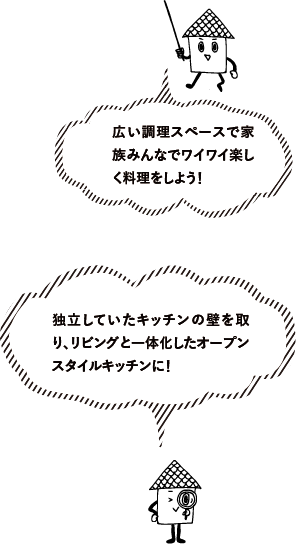 広い調理スペースで家
族みんなでワイワイ楽し
く料理をしよう!
独立していたキッチンの壁を取
り、リビングと一体化したオープン
スタイルキッチンに!